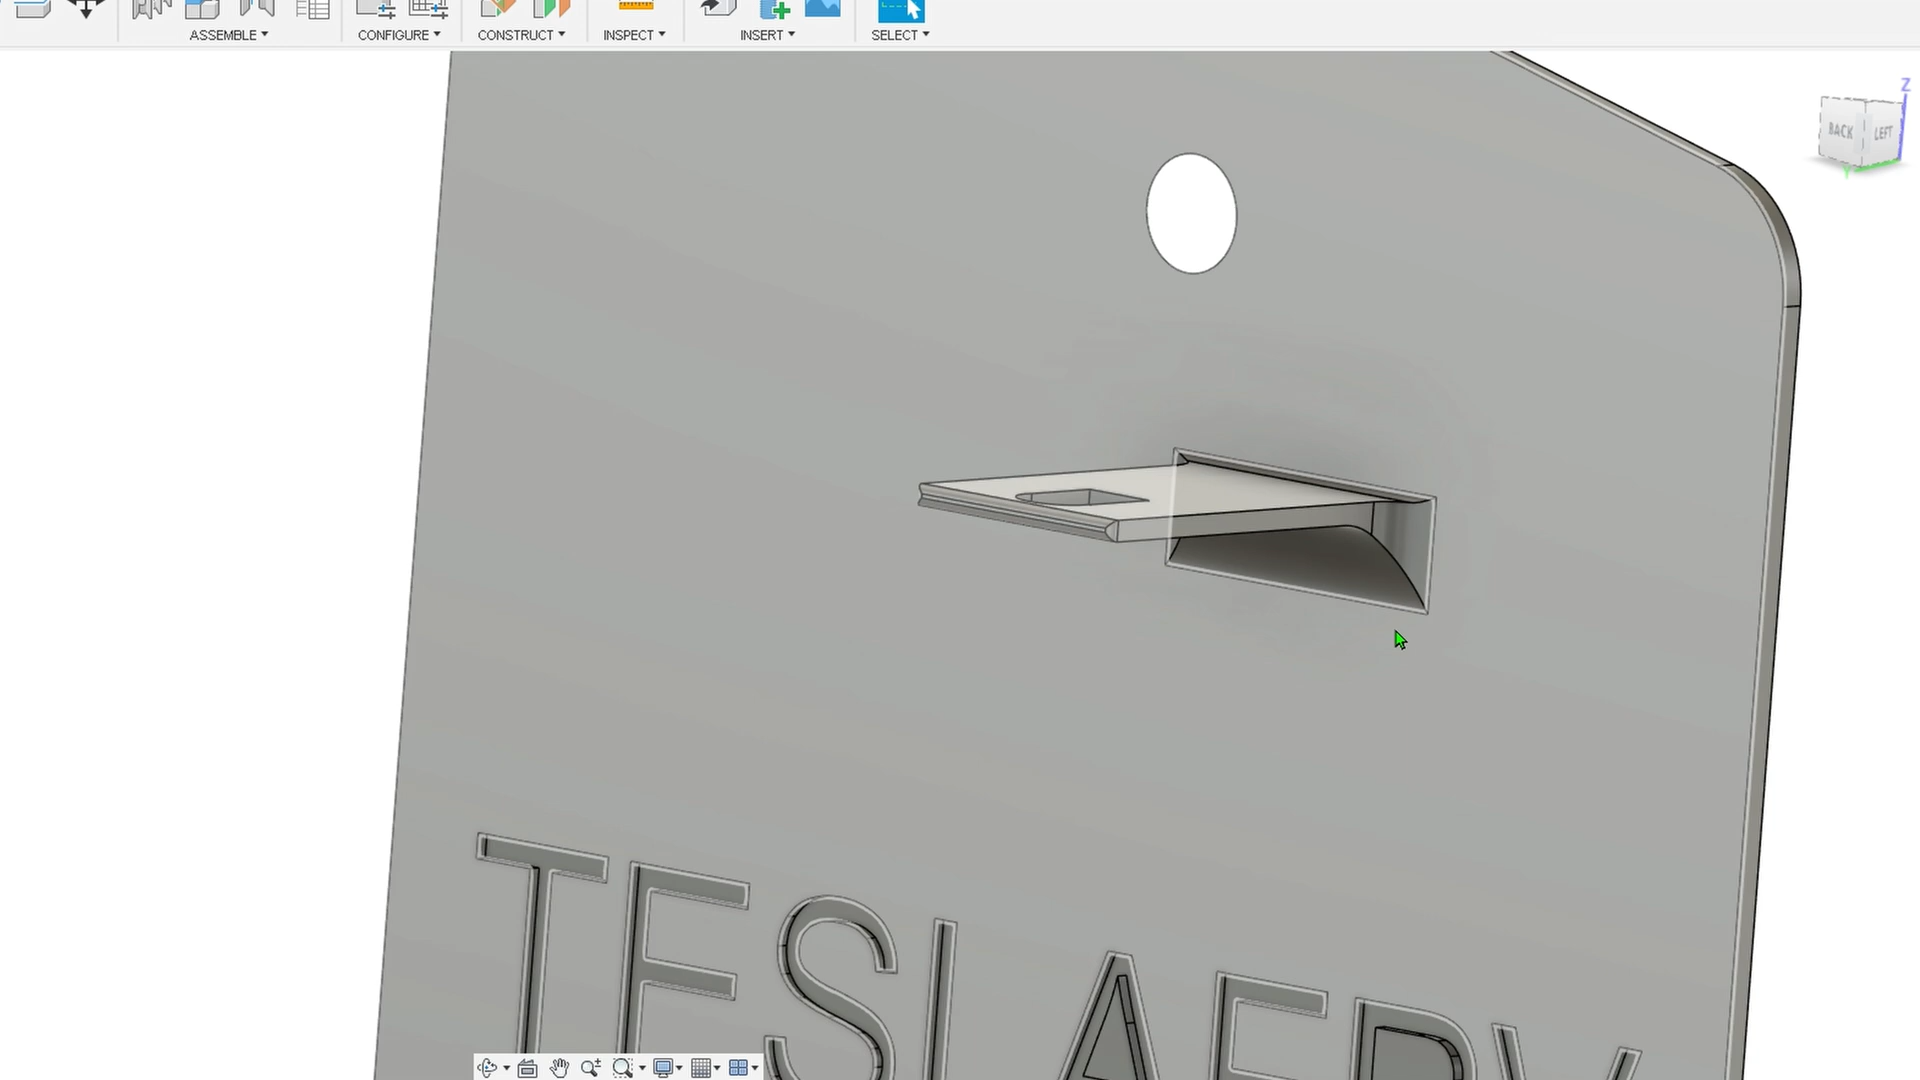 ASSEMBLE CONFIGURE CONSTRUCT INSPECT INSERT SELECT
Z
BACK LEFT
Y
TESLAERV